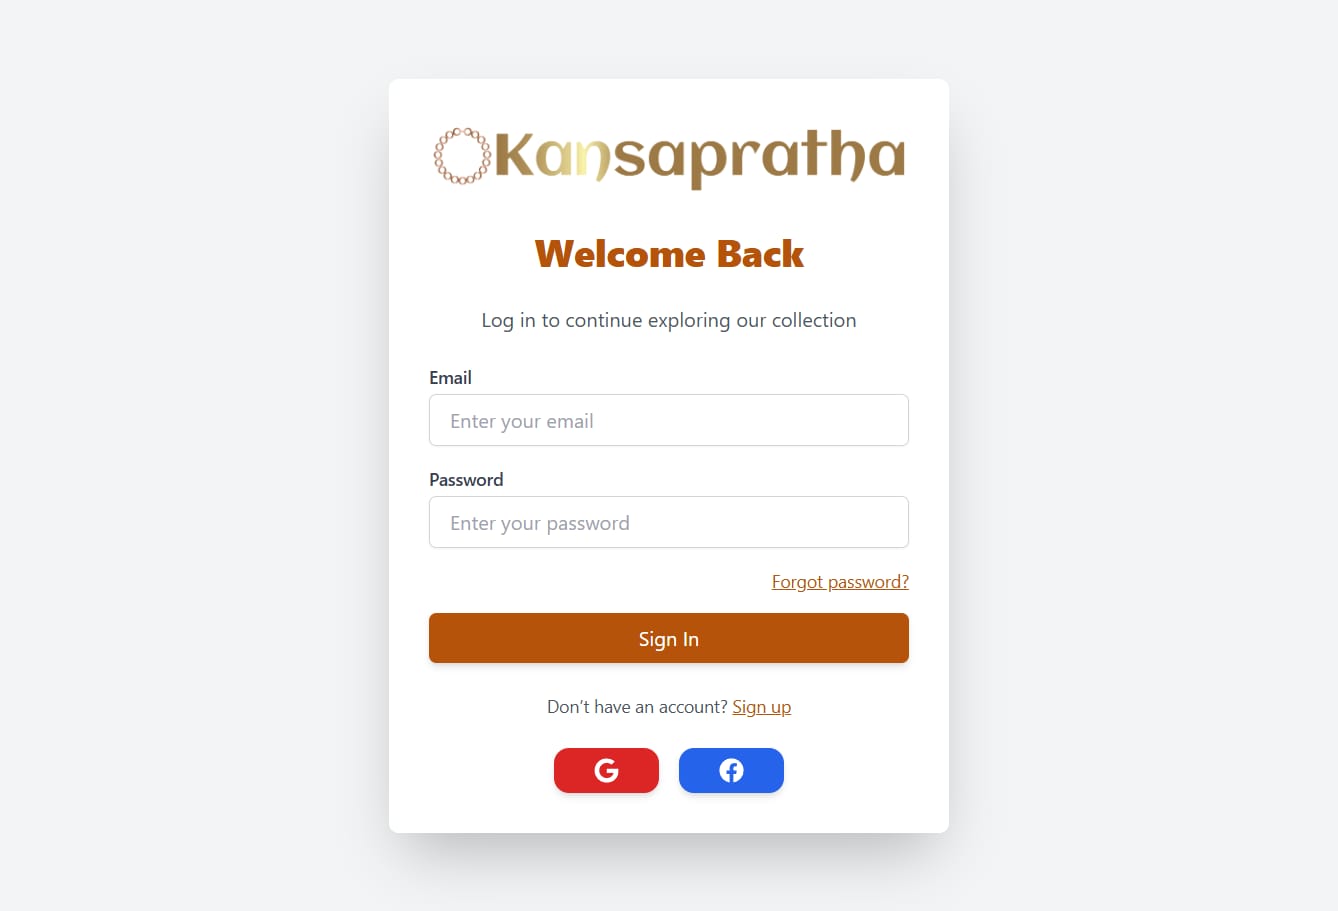 Kansapratha
Welcome Back
Log in to continue exploring our collection
Email
Enter your email
Password
Enter your password
Forgot password?
Sign In
Don’t have an account? Sign up